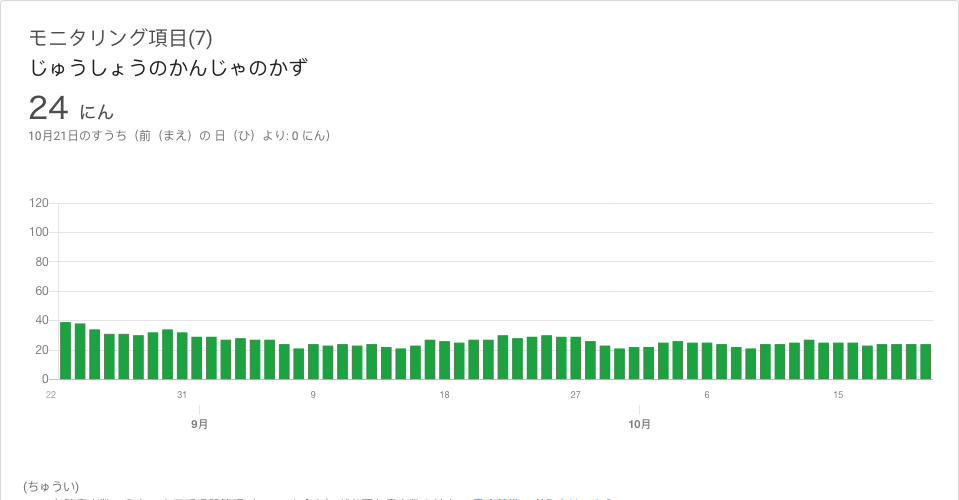 モニタリング項目(7)
じゅうしょうのかんじゃのかず
24 にん
10月21日のすうち（前（まえ）の 日（ひ）より: 0 にん）
120
100
80
60
40
20
0
22 31 9 18 27 6 15
9月 10月
(ちゅうい)